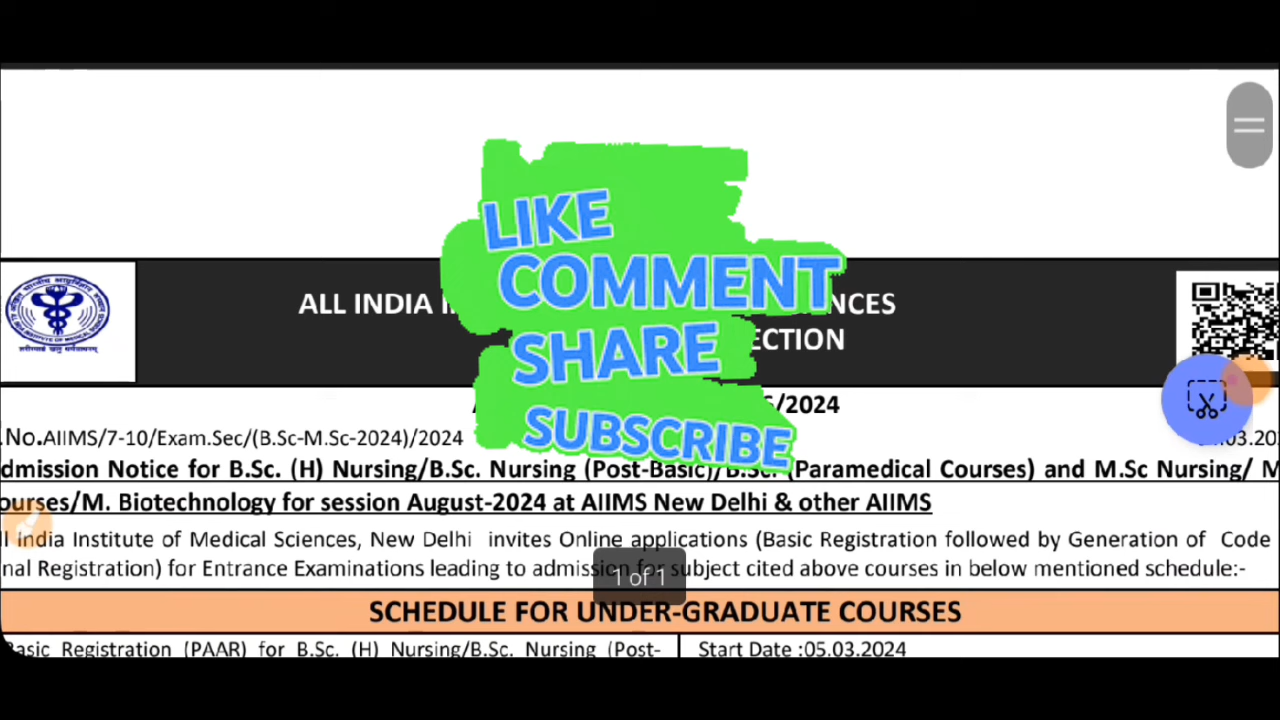 LIKE
COMMENT
SHARE
SUBSCRIBE
ALL INDIA NCES
ECTION
/2024
.No.AIIMS/7-10/Exam.Sec/(B.Sc-M.Sc-2024)/2024 .03.202
dmission Notice for B.Sc. (H) Nursing/B.Sc. Nursing (Post-Basic)/B.Sc. (Paramedical Courses) and M.Sc Nursing/ M
ourses/M. Biotechnology for session August-2024 at AIIMS New Delhi & other AIIMS
ll india Institute of Medical Sciences, New Delhi invites Online applications (Basic Registration followed by Generation of Code
nal Registration) for Entrance Examinations leading to admission for subject cited above courses in below mentioned schedule:-
1 of 1
SCHEDULE FOR UNDER-GRADUATE COURSES
Basic Registration (PAAR) for B.Sc. (H) Nursing/B.Sc. Nursing (Post- Start Date :05.03.2024